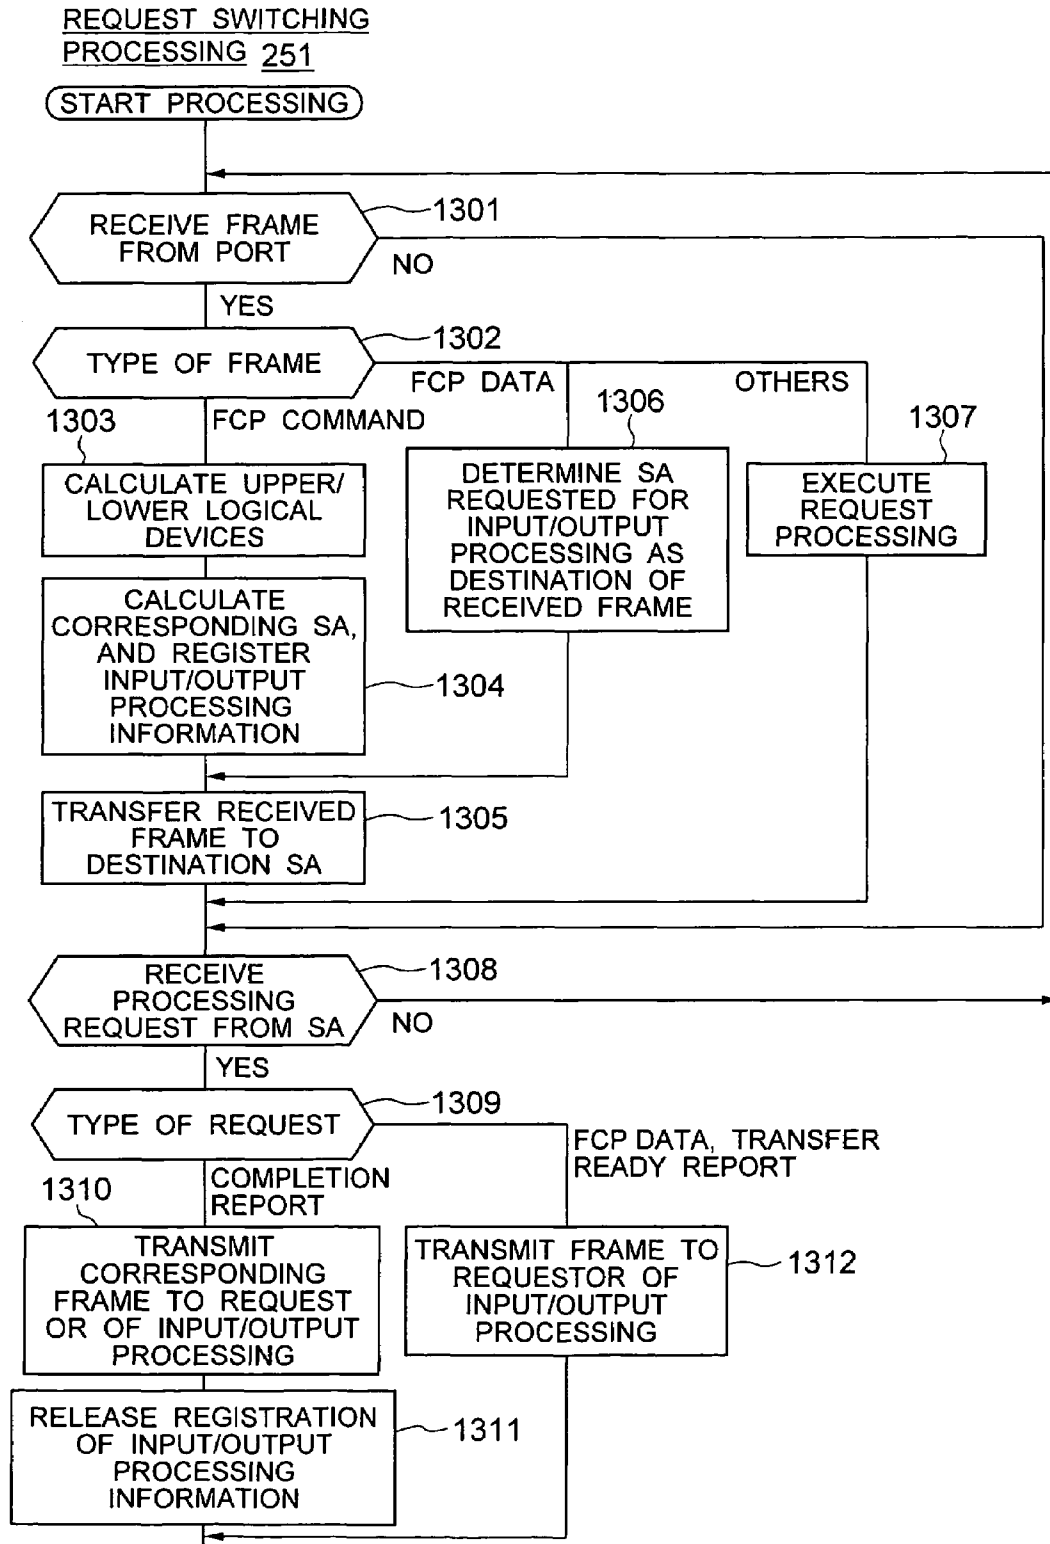 REQUEST SWITCHING
PROCESSING 251
START PROCESSING
RECEIVE FRAME
FROM PORT
1301
NO
YES
TYPE OF FRAME
1302
FCP DATA
OTHERS
FCP COMMAND
1303
CALCULATE UPPER/
LOWER LOGICAL
DEVICES
1306
DETERMINE SA
REQUESTED FOR
INPUT/OUTPUT
PROCESSING AS
DESTINATION OF
RECEIVED FRAME
1307
EXECUTE
REQUEST
PROCESSING
CALCULATE
CORRESPONDING SA,
AND REGISTER
INPUT/OUTPUT
PROCESSING
INFORMATION
1304
TRANSFER RECEIVED
FRAME TO
DESTINATION SA
1305
RECEIVE
PROCESSING
REQUEST FROM SA
1308
NO
YES
TYPE OF REQUEST
1309
FCP DATA, TRANSFER
READY REPORT
COMPLETION
REPORT
1310
TRANSMIT
CORRESPONDING
FRAME TO REQUEST
OR OF INPUT/OUTPUT
PROCESSING
TRANSMIT FRAME TO
REQUESTOR OF
INPUT/OUTPUT
PROCESSING
1312
RELEASE REGISTRATION
OF INPUT/OUTPUT
PROCESSING
INFORMATION
1311